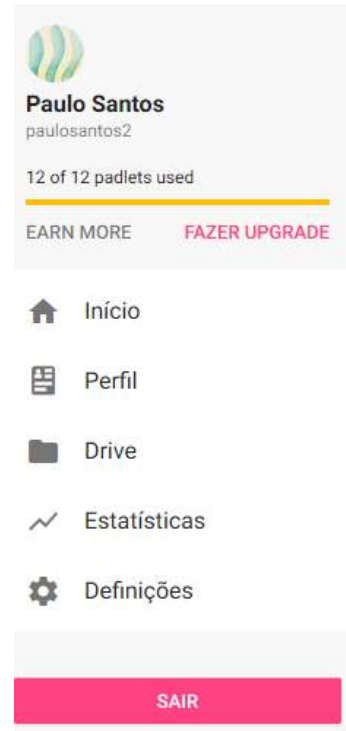 Paulo Santos
paulosantos2
12 of 12 padlets used
EARN MORE FAZER UPGRADE
Início
Perfil
Drive
Estatísticas
Definições
SAIR